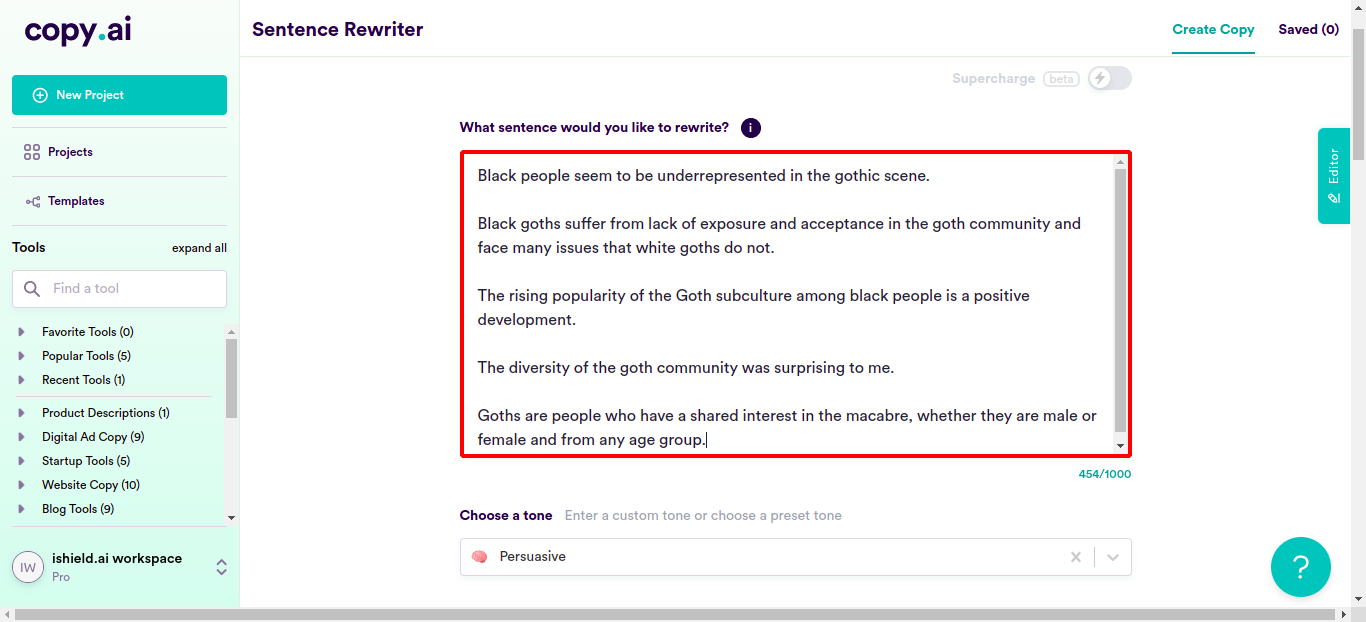 copy.ai
Sentence Rewriter
Create Copy
Saved (0)
New Project
Projects
Templates
Tools
expand all
Find a tool
Favorite Tools (0)
Popular Tools (5)
Recent Tools (1)
Product Descriptions (1)
Digital Ad Copy (9)
Startup Tools (5)
Website Copy (10)
Blog Tools (9)
IW
ishield.ai workspace
Pro
Supercharge beta
What sentence would you like to rewrite? i
Black people seem to be underrepresented in the gothic scene.
Black goths suffer from lack of exposure and acceptance in the goth community and
face many issues that white goths do not.
The rising popularity of the Goth subculture among black people is a positive
development.
The diversity of the goth community was surprising to me.
Goths are people who have a shared interest in the macabre, whether they are male or
female and from any age group.
454/1000
Choose a tone Enter a custom tone or choose a preset tone
Persuasive
Editor
?